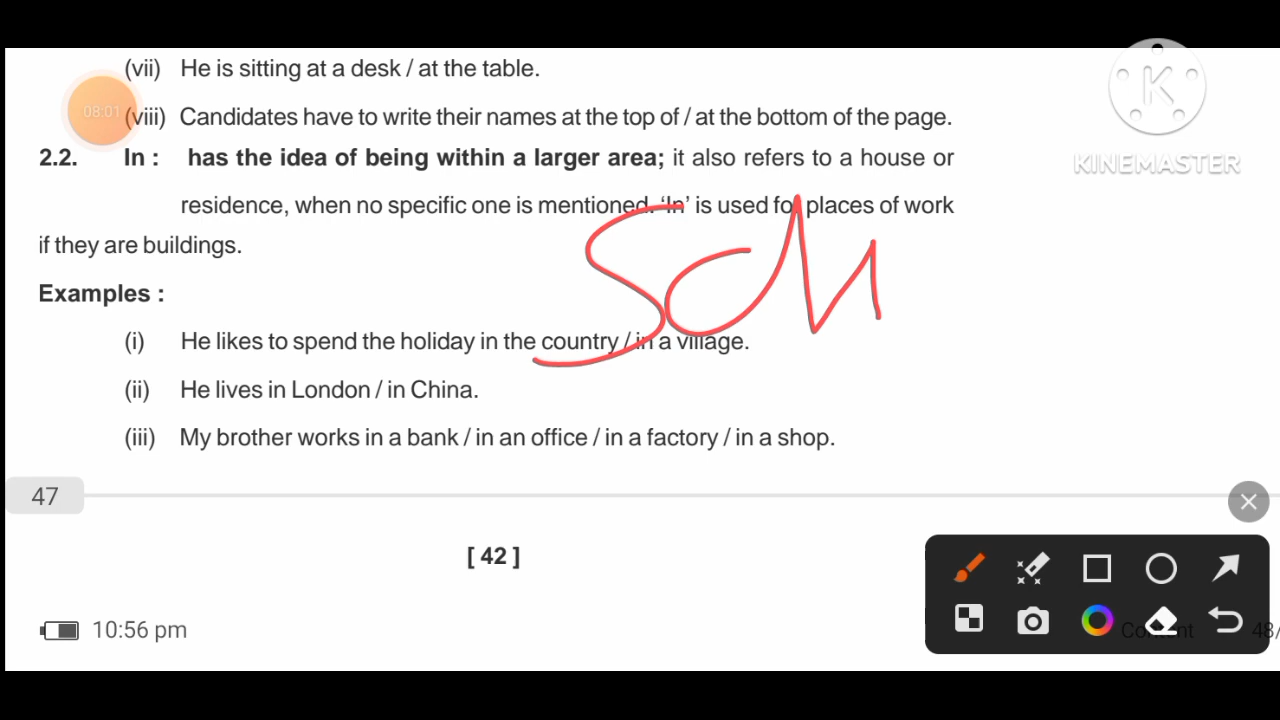 (vii) He is sitting at a desk / at the table.
08:01
(viii) Candidates have to write their names at the top of / at the bottom of the page.
K
KINEMASTER
2.2. In : has the idea of being within a larger area; it also refers to a house or
residence, when no specific one is mentioned. 'In' is used for places of work
if they are buildings.
Examples :
(i) He likes to spend the holiday in the country / in a village.
(ii) He lives in London / in China.
(iii) My brother works in a bank / in an office / in a factory / in a shop.
47
[ 42 ]
10:56 pm
48/